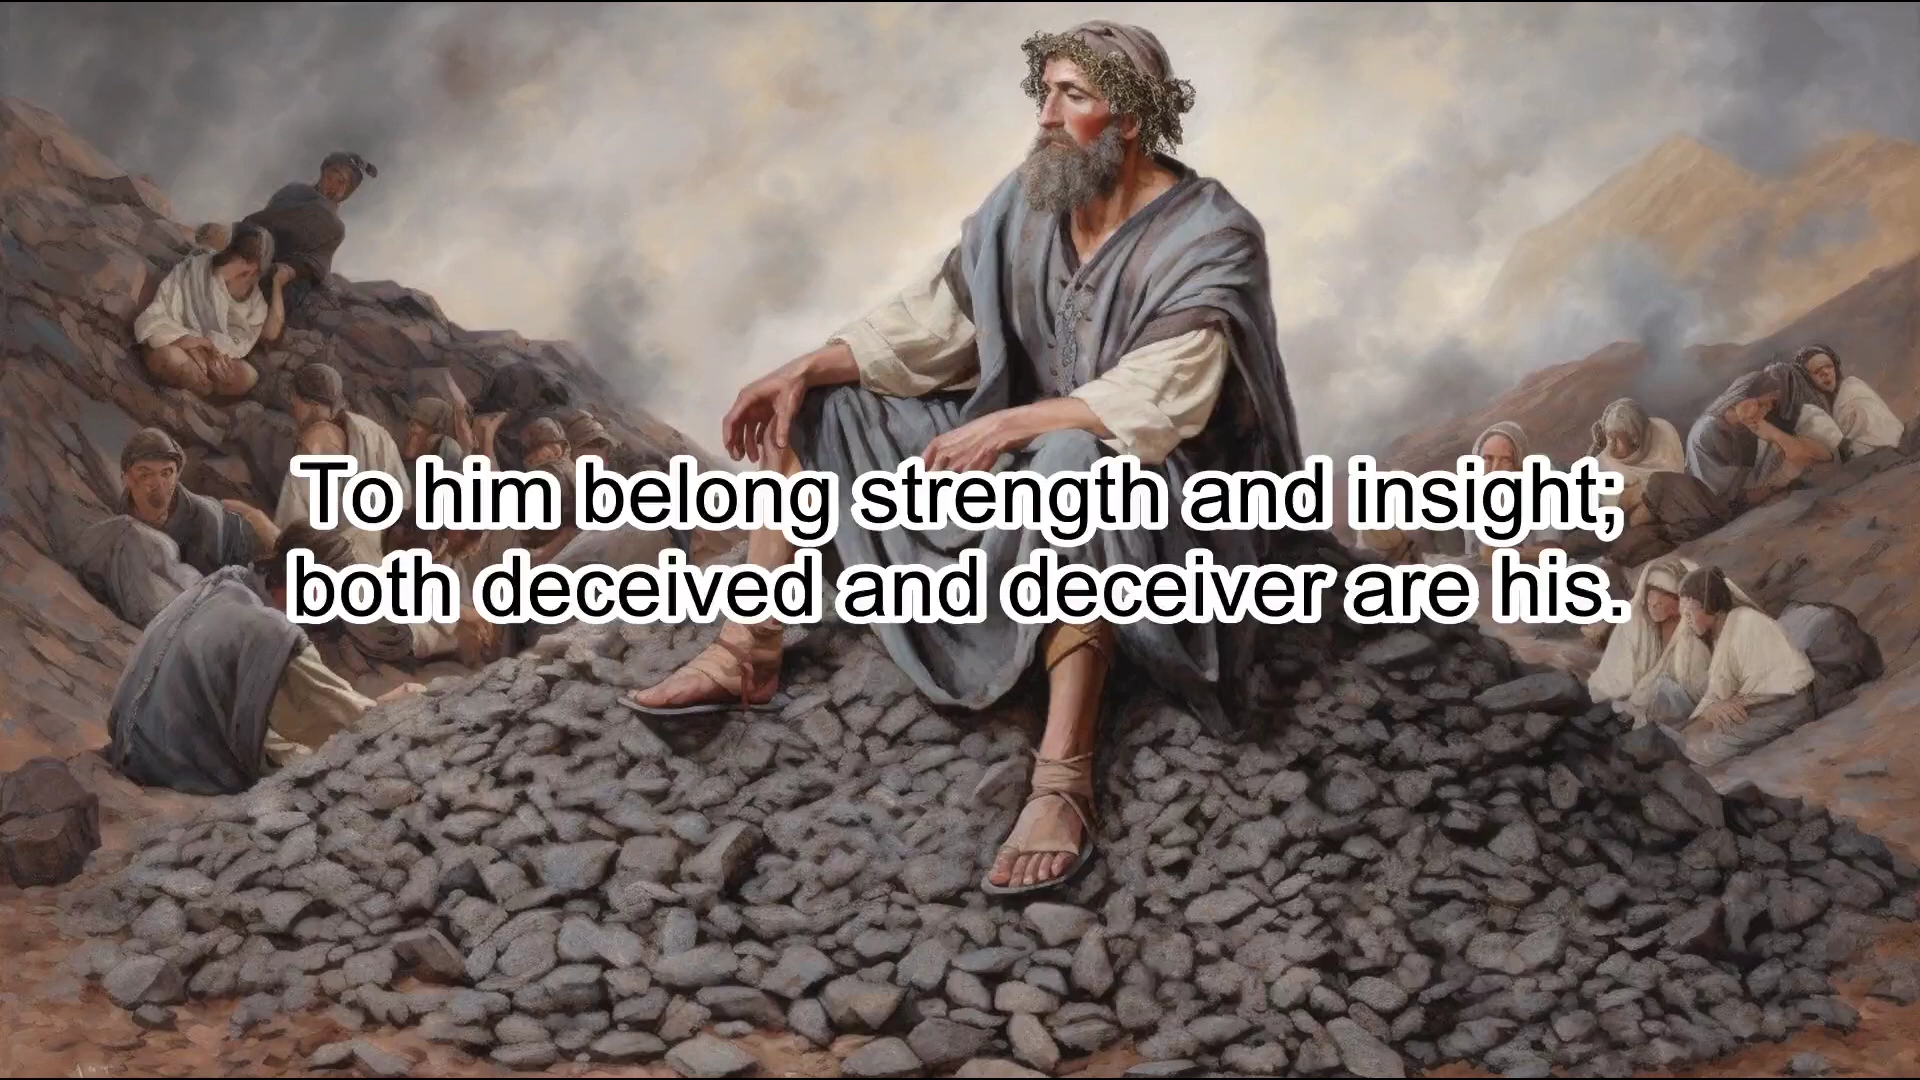 To him belong strength and insight;
both deceived and deceiver are his.